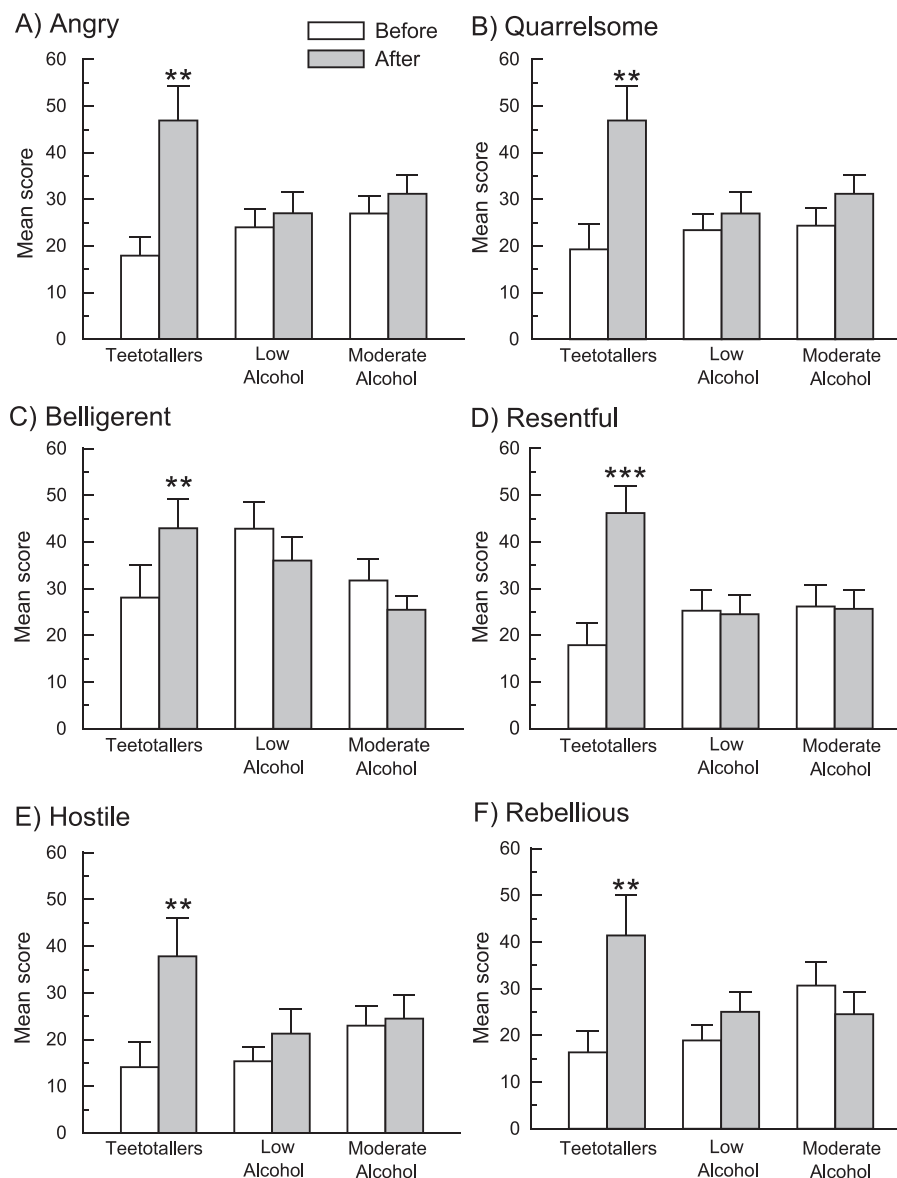 A) Angry
Before
After
B) Quarrelsome
60
50
40
30
20
10
0
Mean score
**
Teetotallers
Low
Alcohol
Moderate
Alcohol
60
50
40
30
20
10
0
Mean score
**
Teetotallers
Low
Alcohol
Moderate
Alcohol
C) Belligerent
D) Resentful
60
50
40
30
20
10
0
Mean score
**
Teetotallers
Low
Alcohol
Moderate
Alcohol
60
50
40
30
20
10
0
Mean score
***
Teetotallers
Low
Alcohol
Moderate
Alcohol
E) Hostile
F) Rebellious
60
50
40
30
20
10
0
Mean score
**
Teetotallers
Low
Alcohol
Moderate
Alcohol
60
50
40
30
20
10
0
Mean score
**
Teetotallers
Low
Alcohol
Moderate
Alcohol